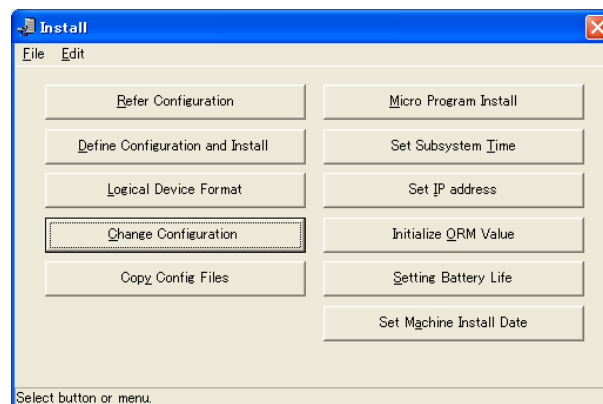 Install
File Edit
Refer Configuration
Define Configuration and Install
Logical Device Format
Change Configuration
Copy Config Files
Micro Program Install
Set Subsystem Time
Set IP address
Initialize ORM Value
Setting Battery Life
Set Machine Install Date
Select button or menu.